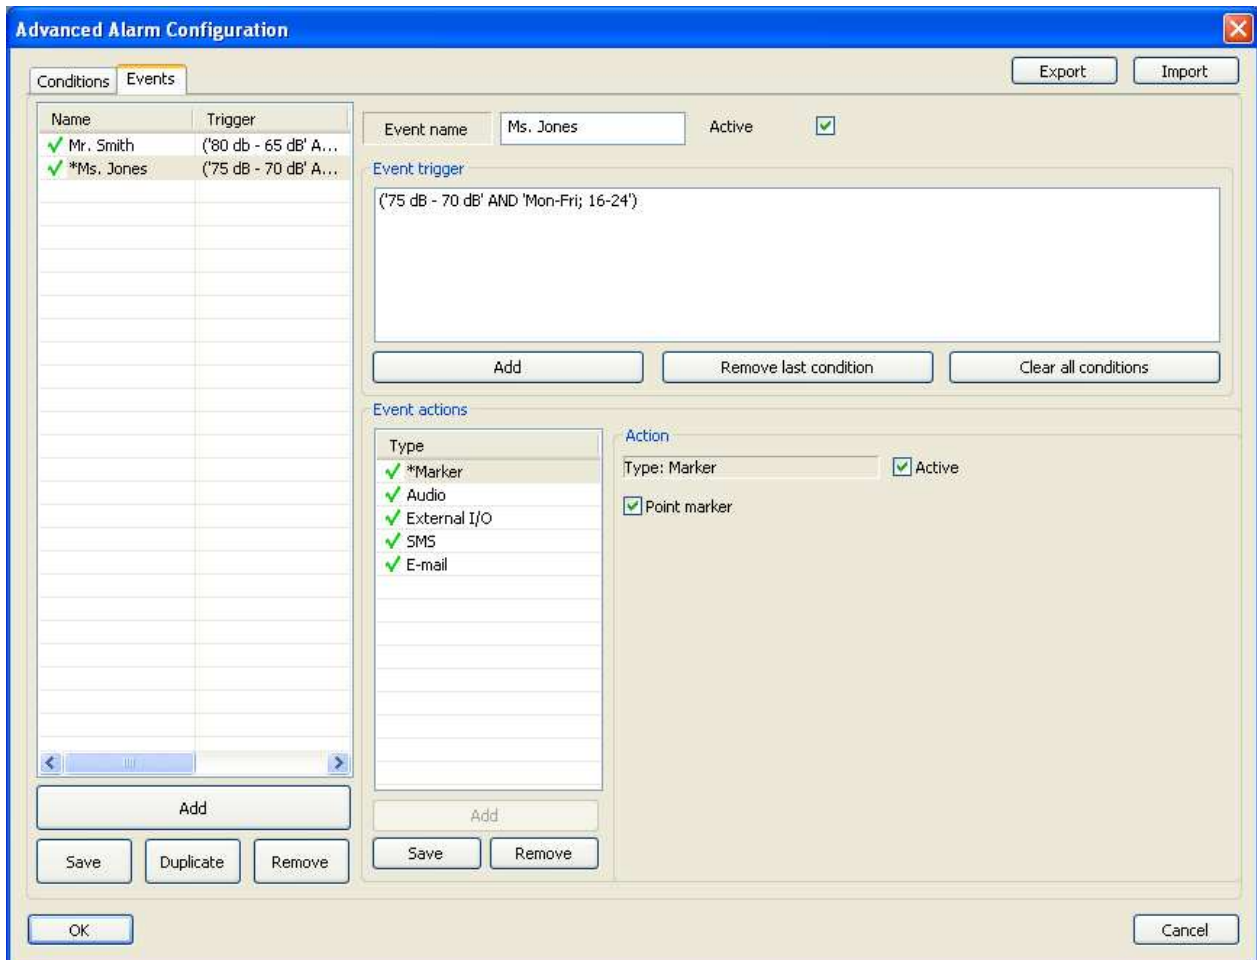 Advanced Alarm Configuration
Conditions Events Export Import
Name Trigger
Mr. Smith ('80 db - 65 dB' A...
*Ms. Jones ('75 dB - 70 dB' A...
Event name Ms. Jones Active
Event trigger
('75 dB - 70 dB' AND 'Mon-Fri; 16-24')
Add Remove last condition Clear all conditions
Event actions
Type
*Marker
Audio
External I/O
SMS
E-mail
Action
Type: Marker Active
Point marker
Add
Save Duplicate Remove
Add
Save Remove
OK Cancel